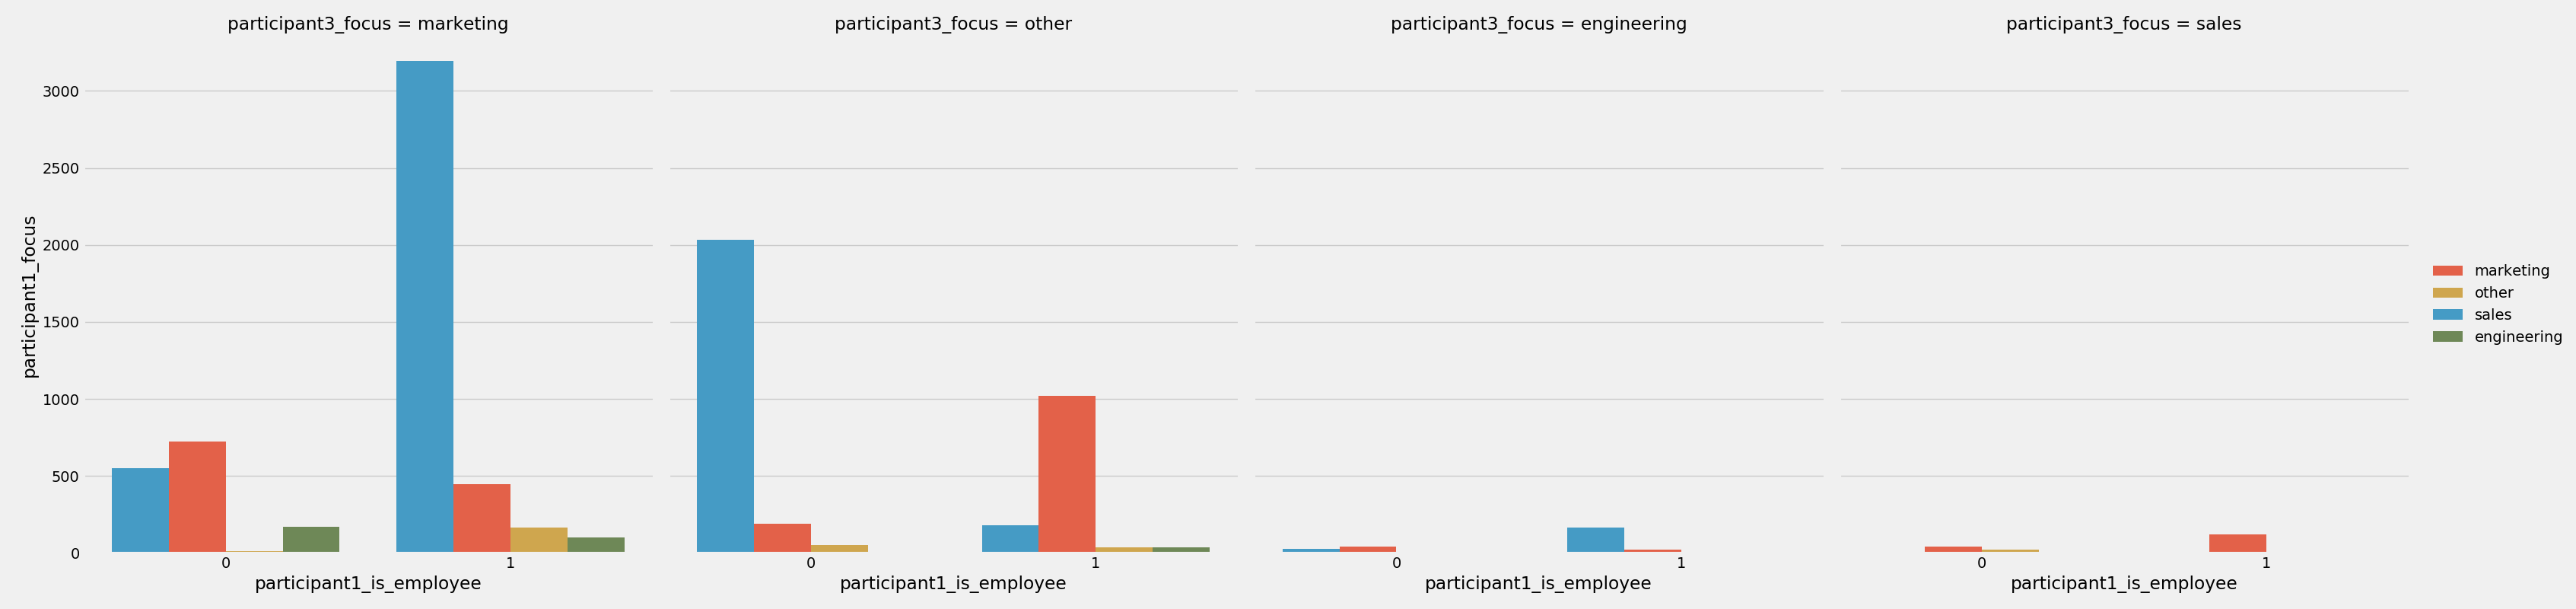 participant3_focus = marketing
participant3_focus = other
participant3_focus = engineering
participant3_focus = sales
participant1_focus
3000
2500
2000
1500
1000
500
0
0 1
0 1
0 1
0 1
participant1_is_employee
participant1_is_employee
participant1_is_employee
participant1_is_employee
marketing
other
sales
engineering